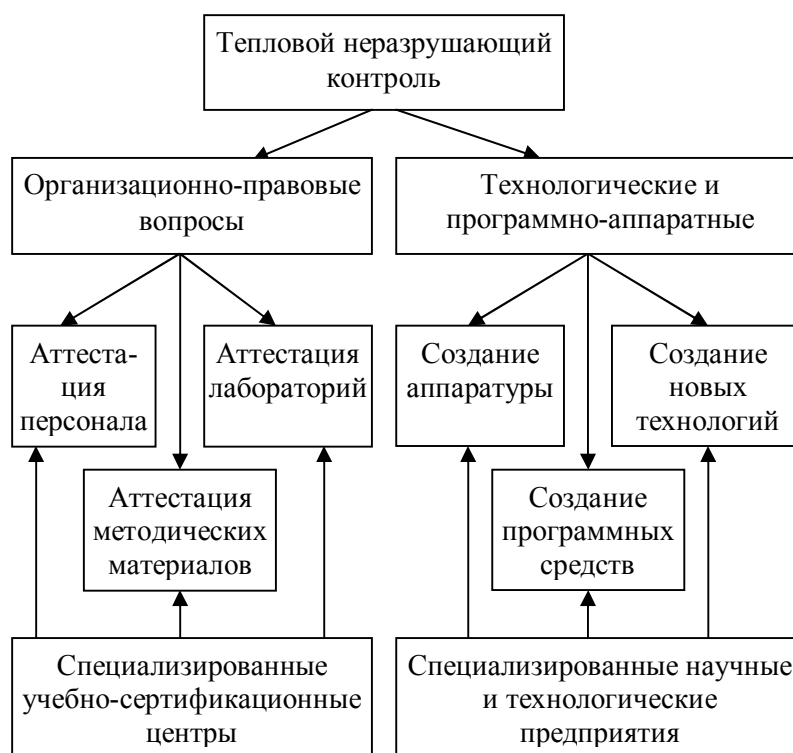 Тепловой неразрушающий
контроль
Организационно-правовые
вопросы
Технологические и
программно-аппаратные
Аттеста-
ция
персонала
Аттестация
лабораторий
Создание
аппаратуры
Создание
новых
технологий
Аттестация
методических
материалов
Создание
программных
средств
Специализированные
учебно-сертификационные
центры
Специализированные научные
и технологические
предприятия